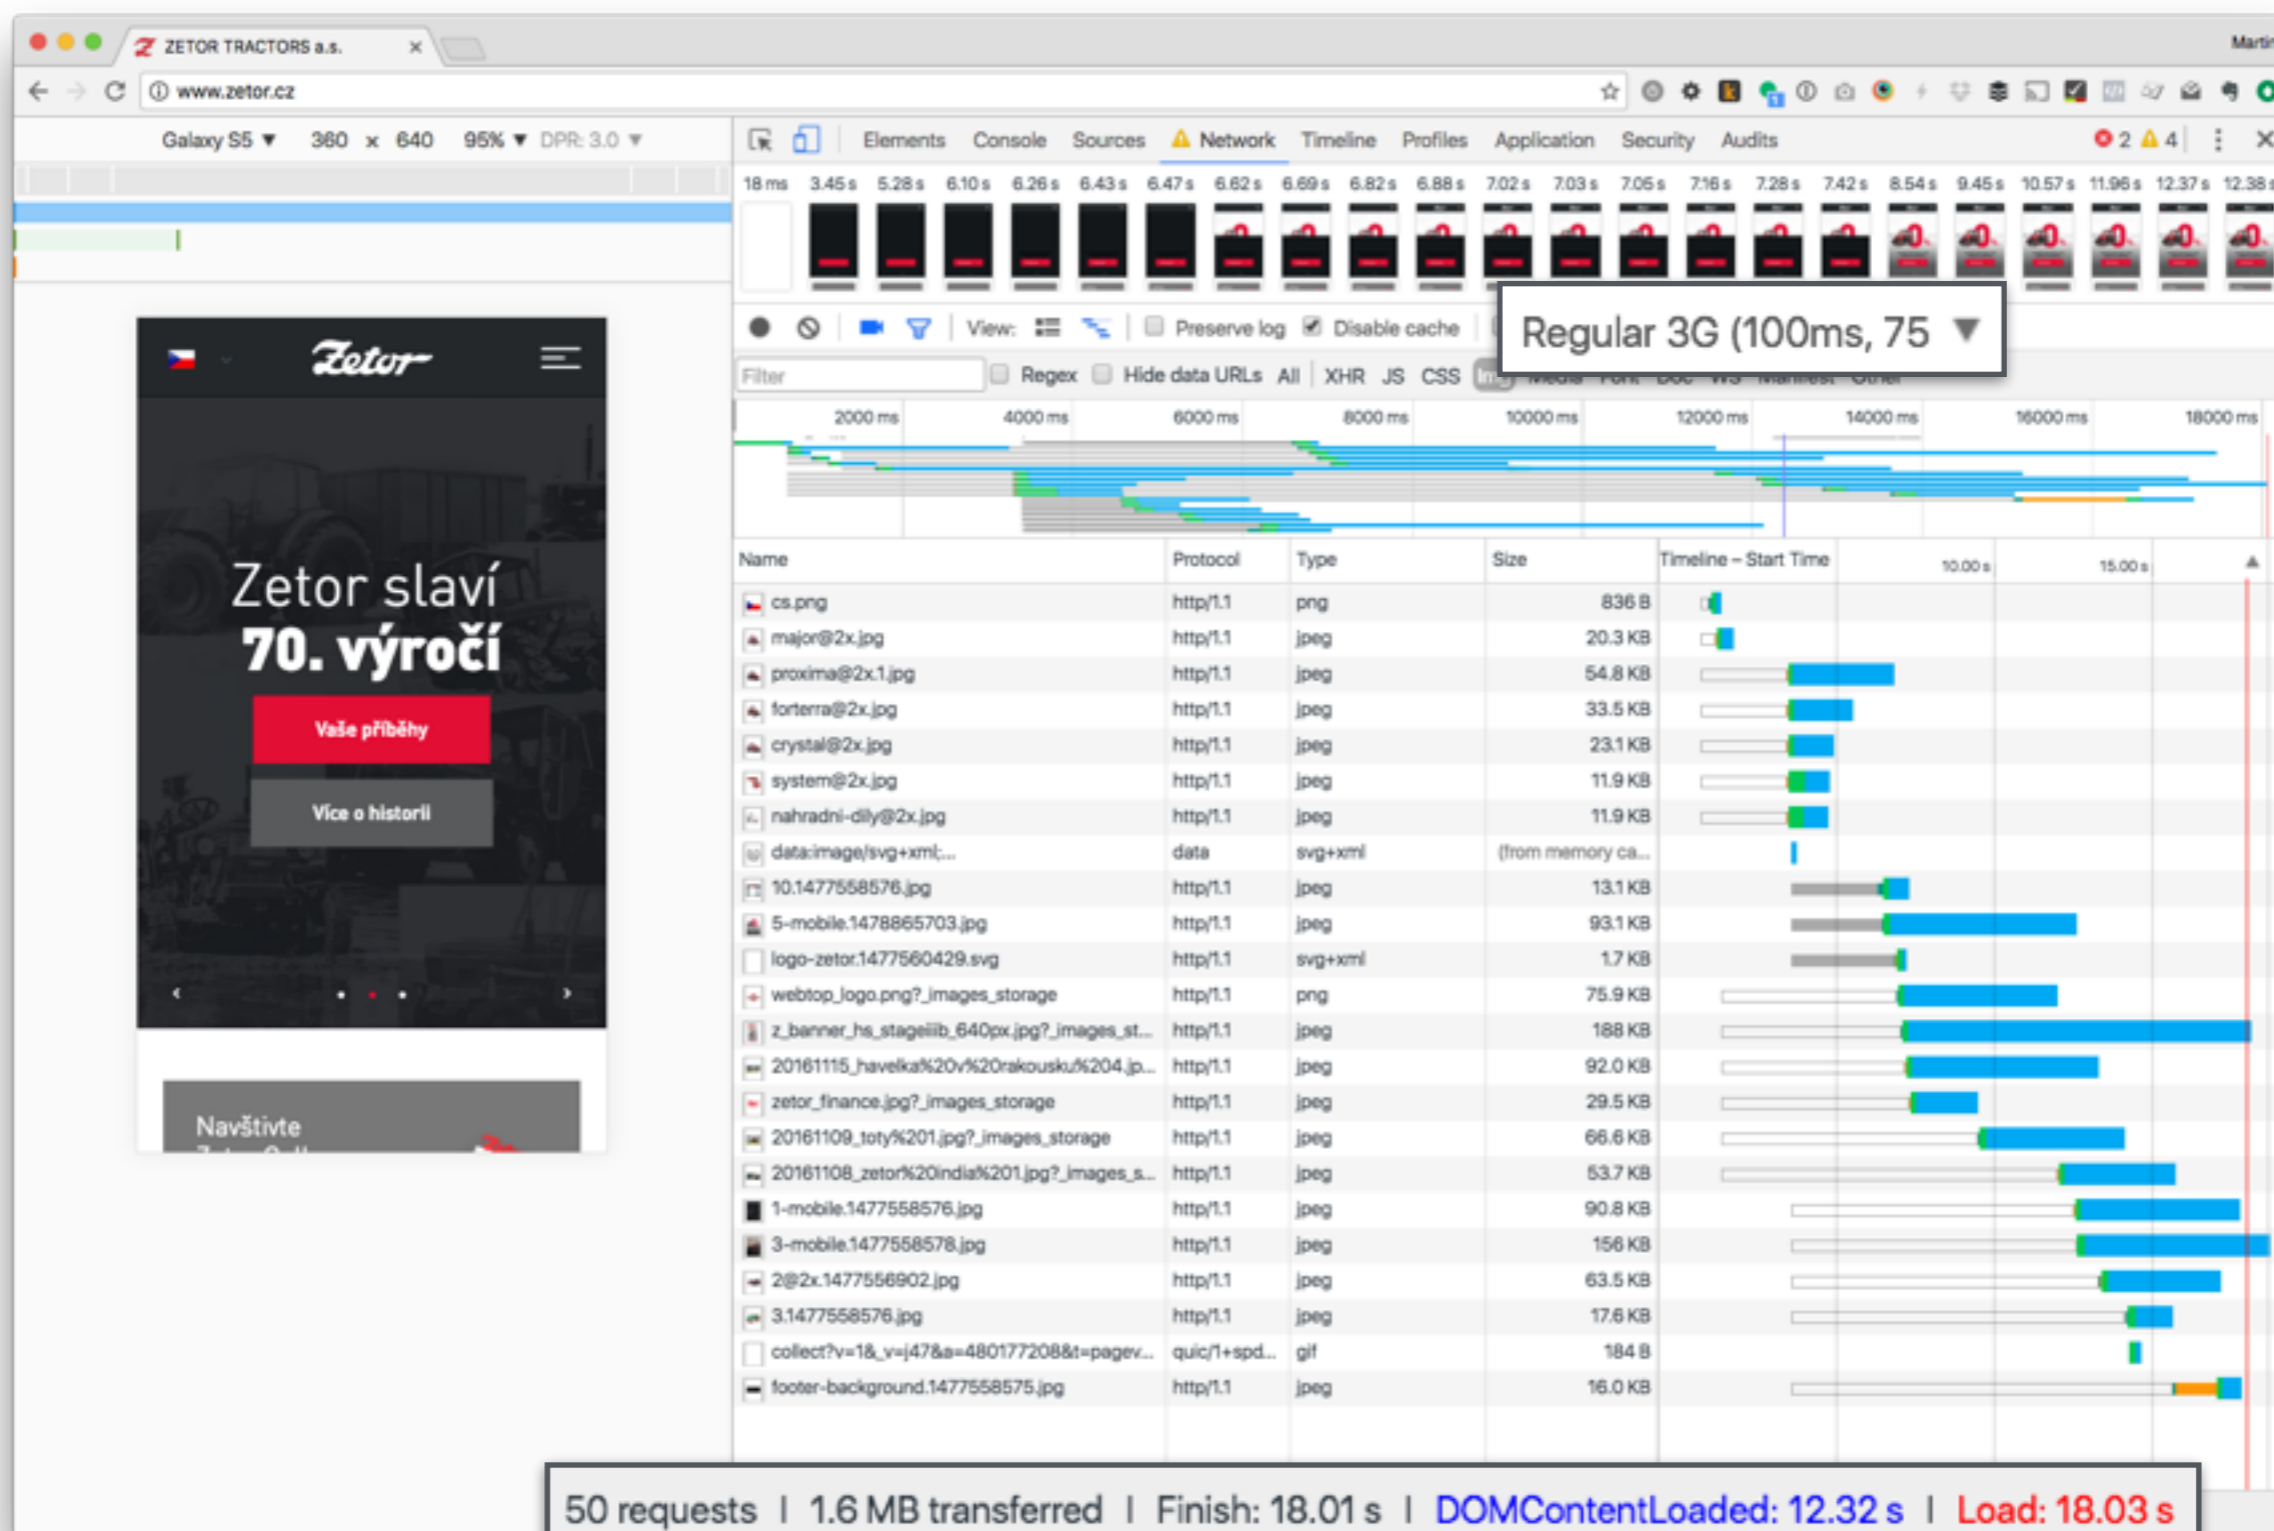 ZETOR TRACTORS a.s.
Martin
www.zetor.cz
Galaxy S5 ▼ 360 x 640 95% ▼ DPR: 3.0 ▼
Elements Console Sources Network Timeline Profiles Application Security Audits 2 4
18 ms 3.45 s 5.28 s 6.10 s 6.26 s 6.43 s 6.47 s 6.62 s 6.69 s 6.82 s 6.88 s 7.02 s 7.03 s 7.05 s 7.16 s 7.28 s 7.42 s 8.54 s 9.45 s 10.57 s 11.96 s 12.37 s 12.38 s
View: Preserve log Disable cache
Regular 3G (100ms, 75 ▼
Filter Regex Hide data URLs All XHR JS CSS Img Media Font Doc WS Manifest Other
2000 ms 4000 ms 6000 ms 8000 ms 10000 ms 12000 ms 14000 ms 16000 ms 18000 ms
Name Protocol Type Size Timeline – Start Time 10.00 s 15.00 s
cs.png http/1.1 png 836 B
major@2x.jpg http/1.1 jpeg 20.3 KB
proxima@2x.1.jpg http/1.1 jpeg 54.8 KB
forterra@2x.jpg http/1.1 jpeg 33.5 KB
crystal@2x.jpg http/1.1 jpeg 23.1 KB
system@2x.jpg http/1.1 jpeg 11.9 KB
nahradni-dily@2x.jpg http/1.1 jpeg 11.9 KB
data:image/svg+xml;... data svg+xml (from memory ca...
10.1477558576.jpg http/1.1 jpeg 13.1 KB
5-mobile.1478865703.jpg http/1.1 jpeg 93.1 KB
logo-zetor.1477560429.svg http/1.1 svg+xml 1.7 KB
webtop_logo.png?_images_storage http/1.1 png 75.9 KB
z_banner_hs_stageiiib_640px.jpg?_images_st... http/1.1 jpeg 188 KB
20161115_havelka%20v%20rakousku%204.jp... http/1.1 jpeg 92.0 KB
zetor_finance.jpg?_images_storage http/1.1 jpeg 29.5 KB
20161109_toty%201.jpg?_images_storage http/1.1 jpeg 66.6 KB
20161108_zetor%20india%201.jpg?_images_s... http/1.1 jpeg 53.7 KB
1-mobile.1477558576.jpg http/1.1 jpeg 90.8 KB
3-mobile.1477558578.jpg http/1.1 jpeg 156 KB
2@2x.1477556902.jpg http/1.1 jpeg 63.5 KB
3.1477558576.jpg http/1.1 jpeg 17.6 KB
collect?v=1&_v=j47&a=480177208&t=pagev... quic/1+spd... gif 184 B
footer-background.1477558575.jpg http/1.1 jpeg 16.0 KB
Zetor
Zetor slaví
70. výročí
Vaše příběhy
Více o historii
Navštivte
50 requests | 1.6 MB transferred | Finish: 18.01 s | DOMContentLoaded: 12.32 s | Load: 18.03 s